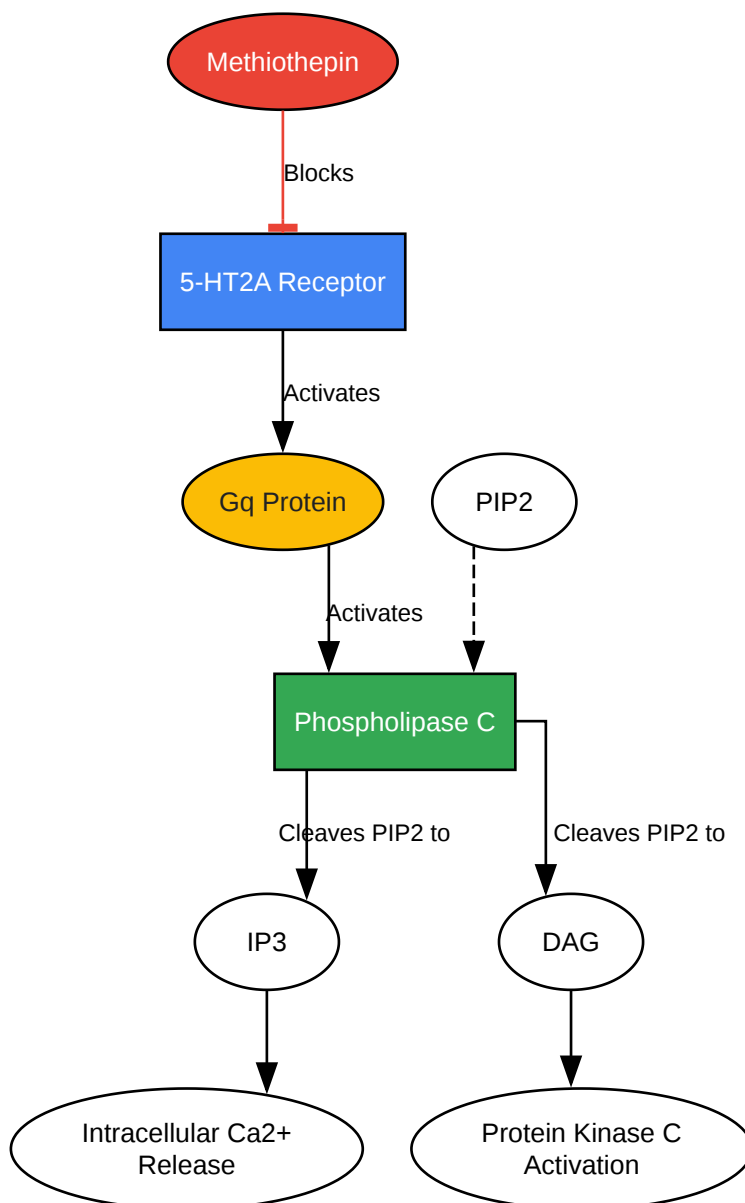 Methiothepin
Blocks
5-HT2A Receptor
Activates
Gq Protein
PIP2
Activates
Phospholipase C
Cleaves PIP2 to
Cleaves PIP2 to
IP3
DAG
Intracellular Ca2+
Release
Protein Kinase C
Activation